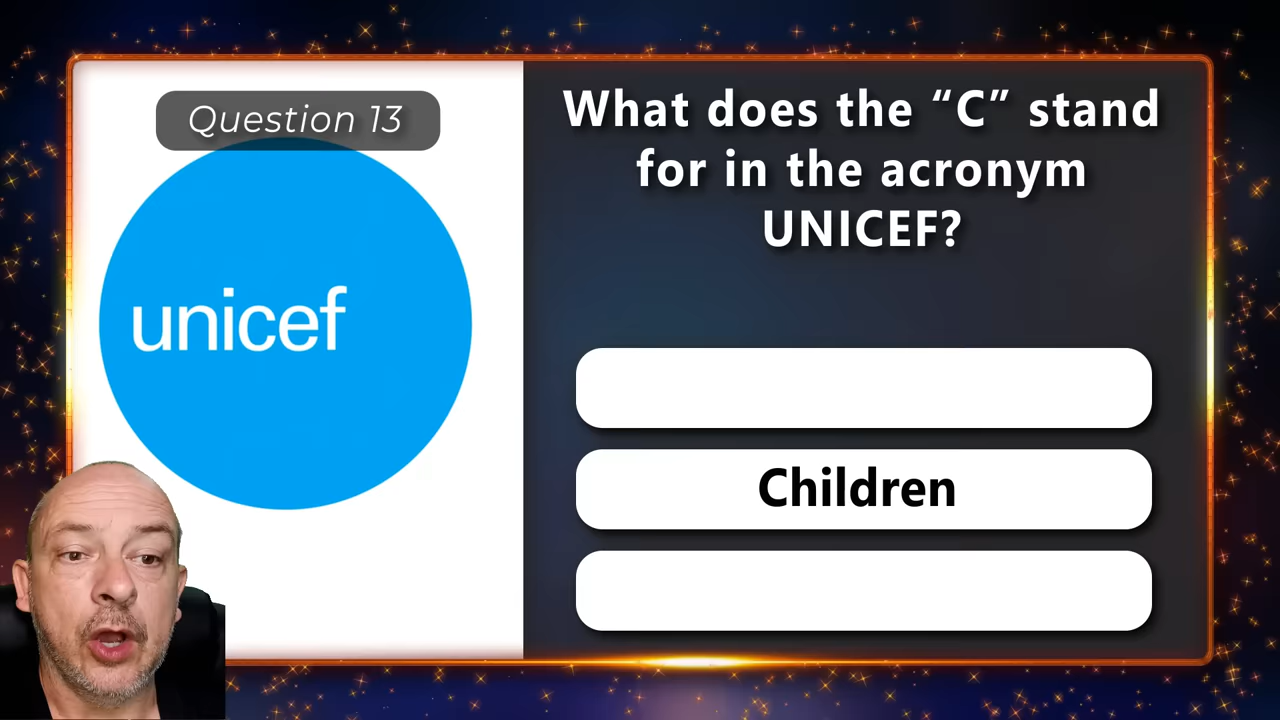 Question 13
unicef
What does the “C” stand
for in the acronym
UNICEF?
Children